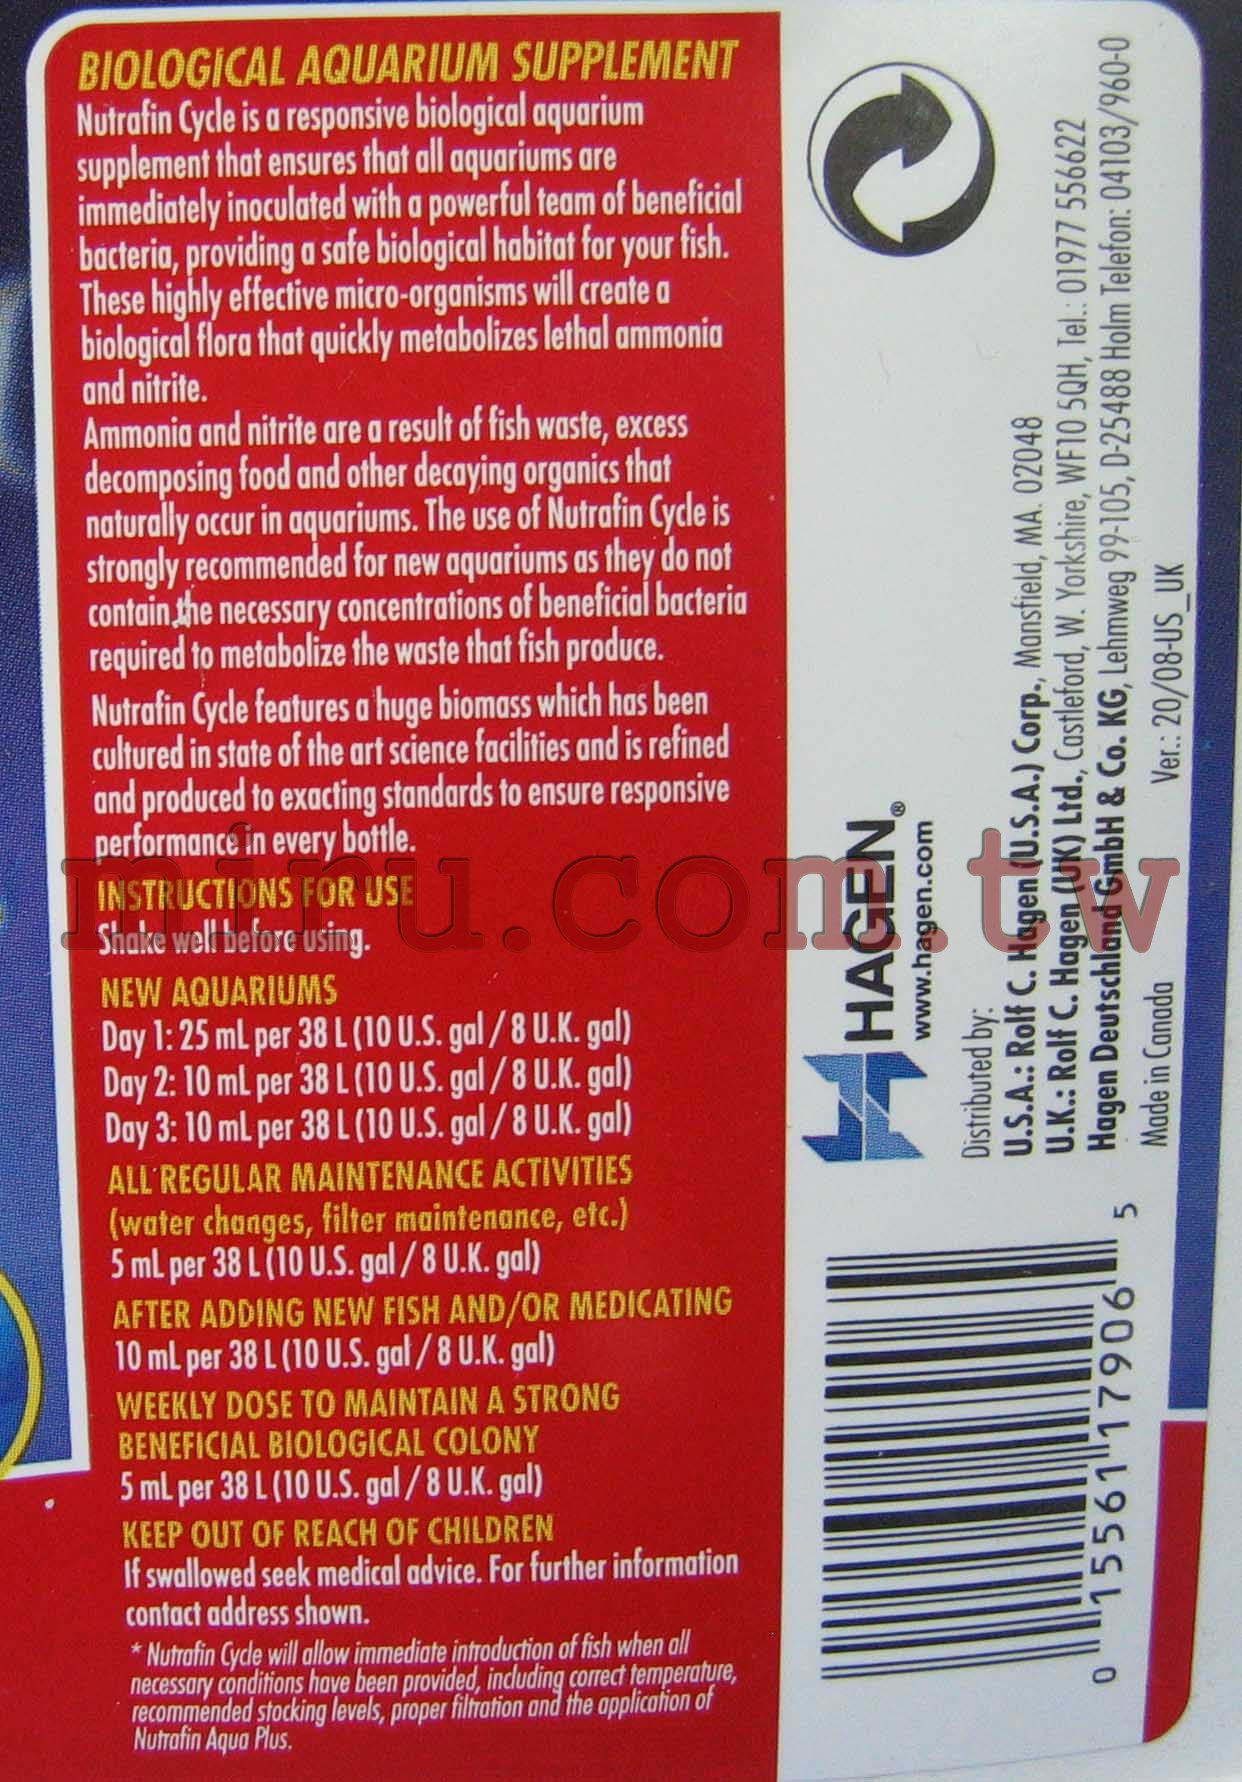 BIOLOGICAL AQUARIUM SUPPLEMENT
Nutrafin Cycle is a responsive biological aquarium
supplement that ensures that all aquariums are
immediately inoculated with a powerful team of beneficial
bacteria, providing a safe biological habitat for your fish.
These highly effective micro-organisms will create a
biological flora that quickly metabolizes lethal ammonia
and nitrite.
Ammonia and nitrite are a result of fish waste, excess
decomposing food and other decaying organics that
naturally occur in aquariums. The use of Nutrafin Cycle is
strongly recommended for new aquariums as they do not
contain the necessary concentrations of beneficial bacteria
required to metabolize the waste that fish produce.
Nutrafin Cycle features a huge biomass which has been
cultured in state of the art science facilities and is refined
and produced to exacting standards to ensure responsive
performance in every bottle.
INSTRUCTIONS FOR USE
Shake well before using.
NEW AQUARIUMS
Day 1: 25 mL per 38 L (10 U.S. gal / 8 U.K. gal)
Day 2: 10 mL per 38 L (10 U.S. gal / 8 U.K. gal)
Day 3: 10 mL per 38 L (10 U.S. gal / 8 U.K. gal)
ALL REGULAR MAINTENANCE ACTIVITIES
(water changes, filter maintenance, etc.)
5 mL per 38 L (10 U.S. gal / 8 U.K. gal)
AFTER ADDING NEW FISH AND/OR MEDICATING
10 mL per 38 L (10 U.S. gal / 8 U.K. gal)
WEEKLY DOSE TO MAINTAIN A STRONG
BENEFICIAL BIOLOGICAL COLONY
5 mL per 38 L (10 U.S. gal / 8 U.K. gal)
KEEP OUT OF REACH OF CHILDREN
If swallowed seek medical advice. For further information
contact address shown.
* Nutrafin Cycle will allow immediate introduction of fish when all
necessary conditions have been provided, including correct temperature,
recommended stocking levels, proper filtration and the application of
Nutrafin Aqua Plus.
miru.com.tw
HAGEN®
www.hagen.com
Distributed by:
U.S.A.: Rolf C. Hagen (U.S.A.) Corp., Mansfield, MA. 02048
U.K.: Rolf C. Hagen (UK) Ltd., Castleford, W. Yorkshire, WF10 5QH, Tel.: 01977 556622
Hagen Deutschland GmbH & Co. KG, Lehmweg 99-105, D-25488 Holm Telefon: 04103/960-0
Made in Canada Ver.: 20/08-US_UK
0 15561 17906 5